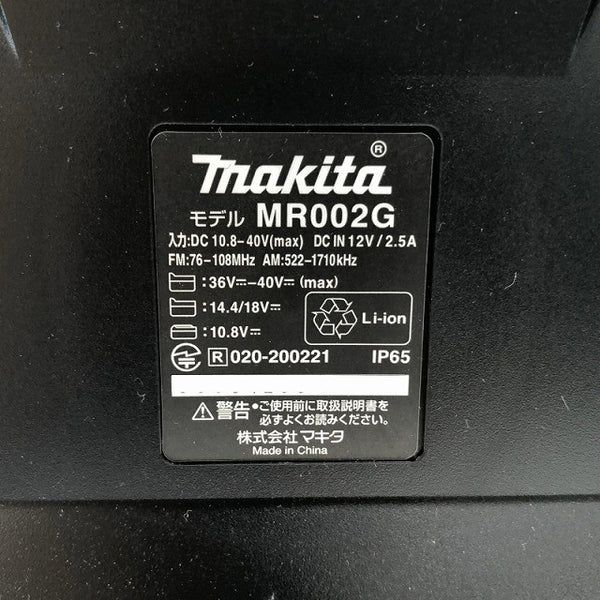 makita®
モデル MR002G
入力:DC 10.8-40V(max) DC IN 12V / 2.5A
FM:76-108MHz AM:522-1710kHz
:36V⎓-40V⎓ (max)
:14.4/18V⎓
:10.8V⎓
Li-ion
R 020-200221 IP65
⚠警告•ご使用前に取扱説明書を
必ずよくお読みください。
株式会社マキタ
Made in China